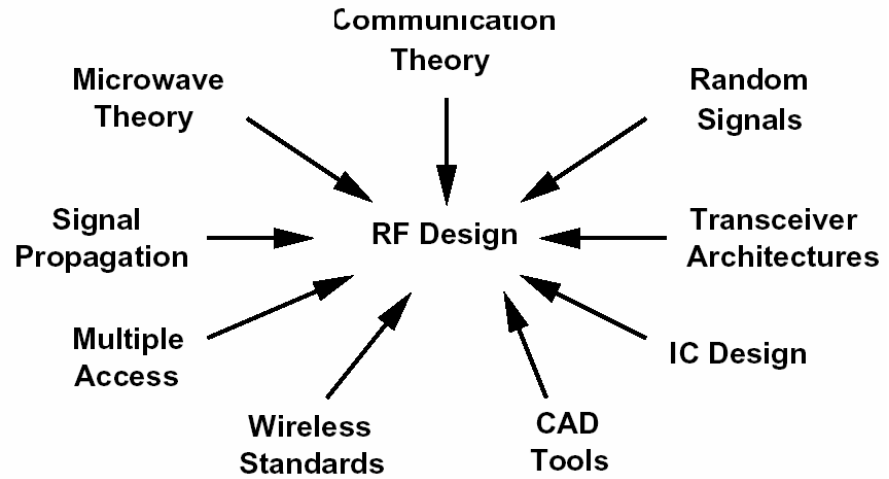 Communication
Theory
Microwave
Theory
Random
Signals
Signal
Propagation
RF Design
Transceiver
Architectures
Multiple
Access
IC Design
Wireless
Standards
CAD
Tools